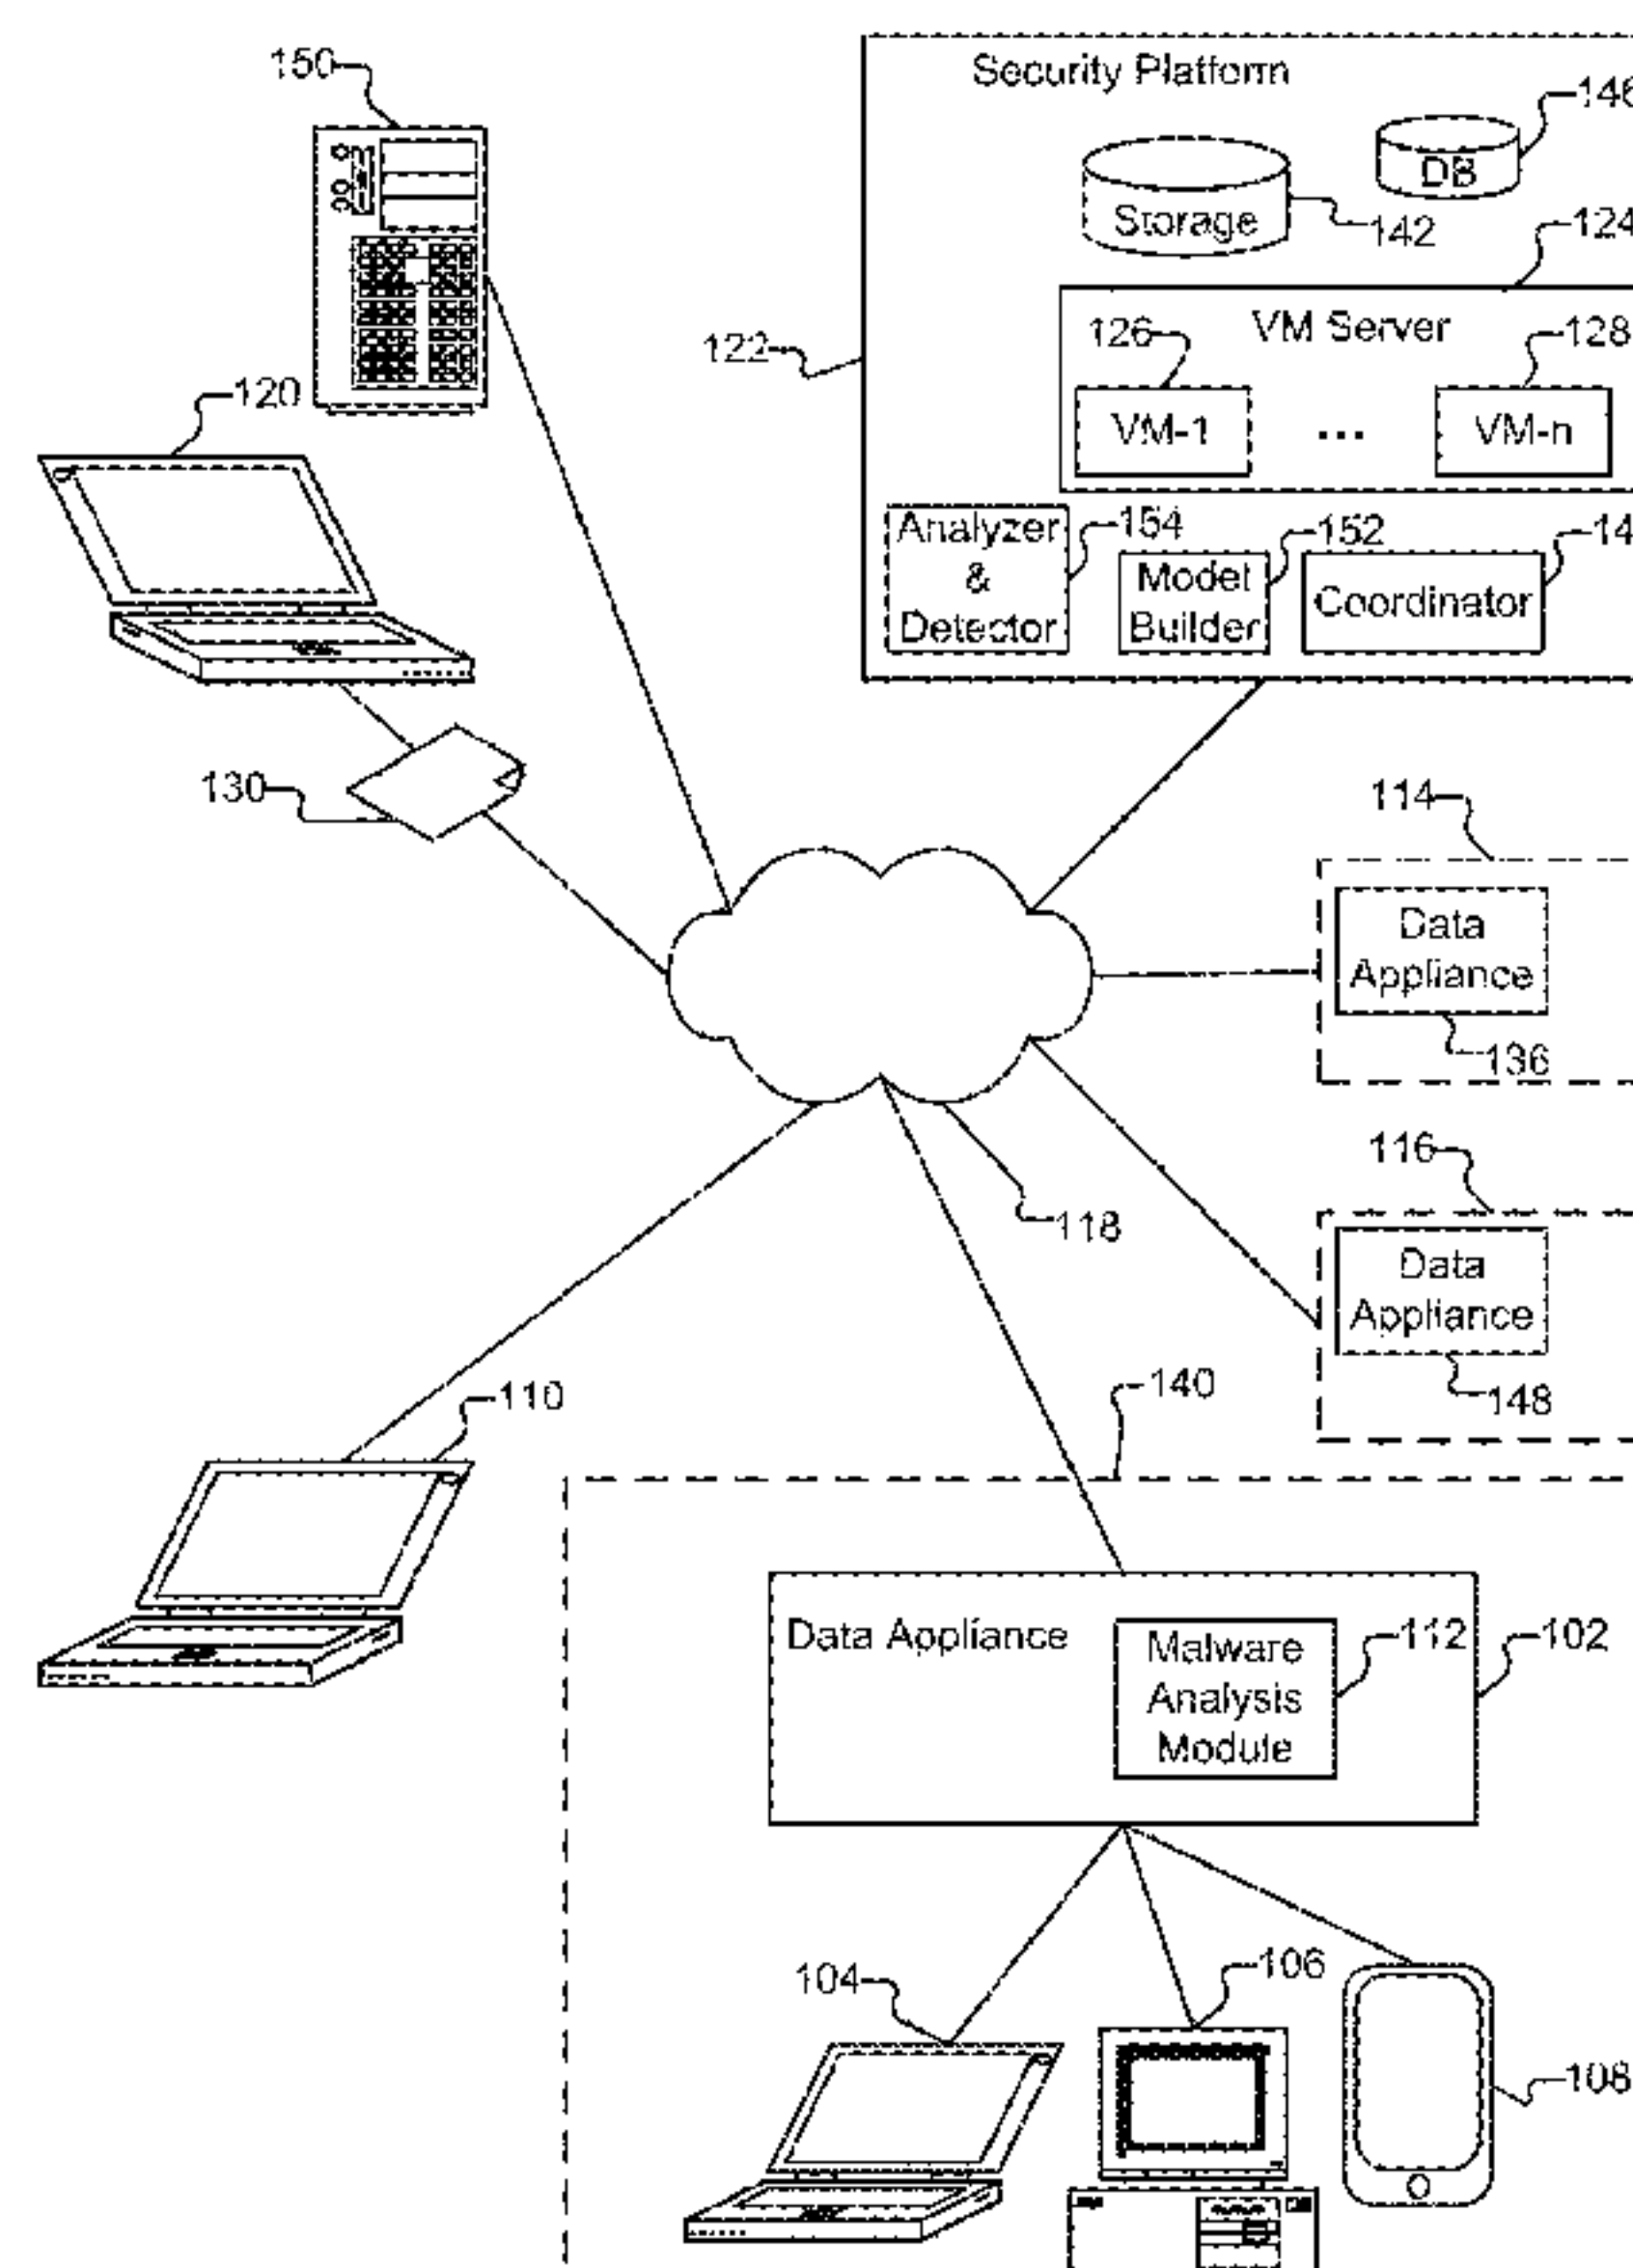 150
Security Platform
146
DB
Storage
142
124
VM Server
126
128
122
VM-1
...
VM-n
120
Analyzer
&
Detector
154
Model
Builder
152
Coordinator
14
130
114
Data
Appliance
136
116
118
Data
Appliance
148
140
110
Data Appliance
Malware
Analysis
Module
112
102
104
106
108